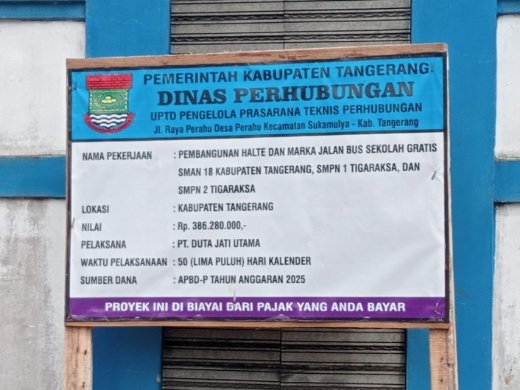 PEMERINTAH KABUPATEN TANGERANG
DINAS PERHUBUNGAN
UPTD PENGELOLA PRASARANA TEKNIS PERHUBUNGAN
Jl. Raya Perahu Desa Perahu Kecamatan Sukamulya - Kab. Tangerang
NAMA PEKERJAAN : PEMBANGUNAN HALTE DAN MARKA JALAN BUS SEKOLAH GRATIS
SMAN 18 KABUPATEN TANGERANG, SMPN 1 TIGARAKSA, DAN
SMPN 2 TIGARAKSA
LOKASI : KABUPATEN TANGERANG
NILAI : Rp. 386.280.000,-
PELAKSANA : PT. DUTA JATI UTAMA
WAKTU PELAKSANAAN : 50 (LIMA PULUH) HARI KALENDER
SUMBER DANA : APBD-P TAHUN ANGGARAN 2025
PROYEK INI DI BIAYAI DARI PAJAK YANG ANDA BAYAR